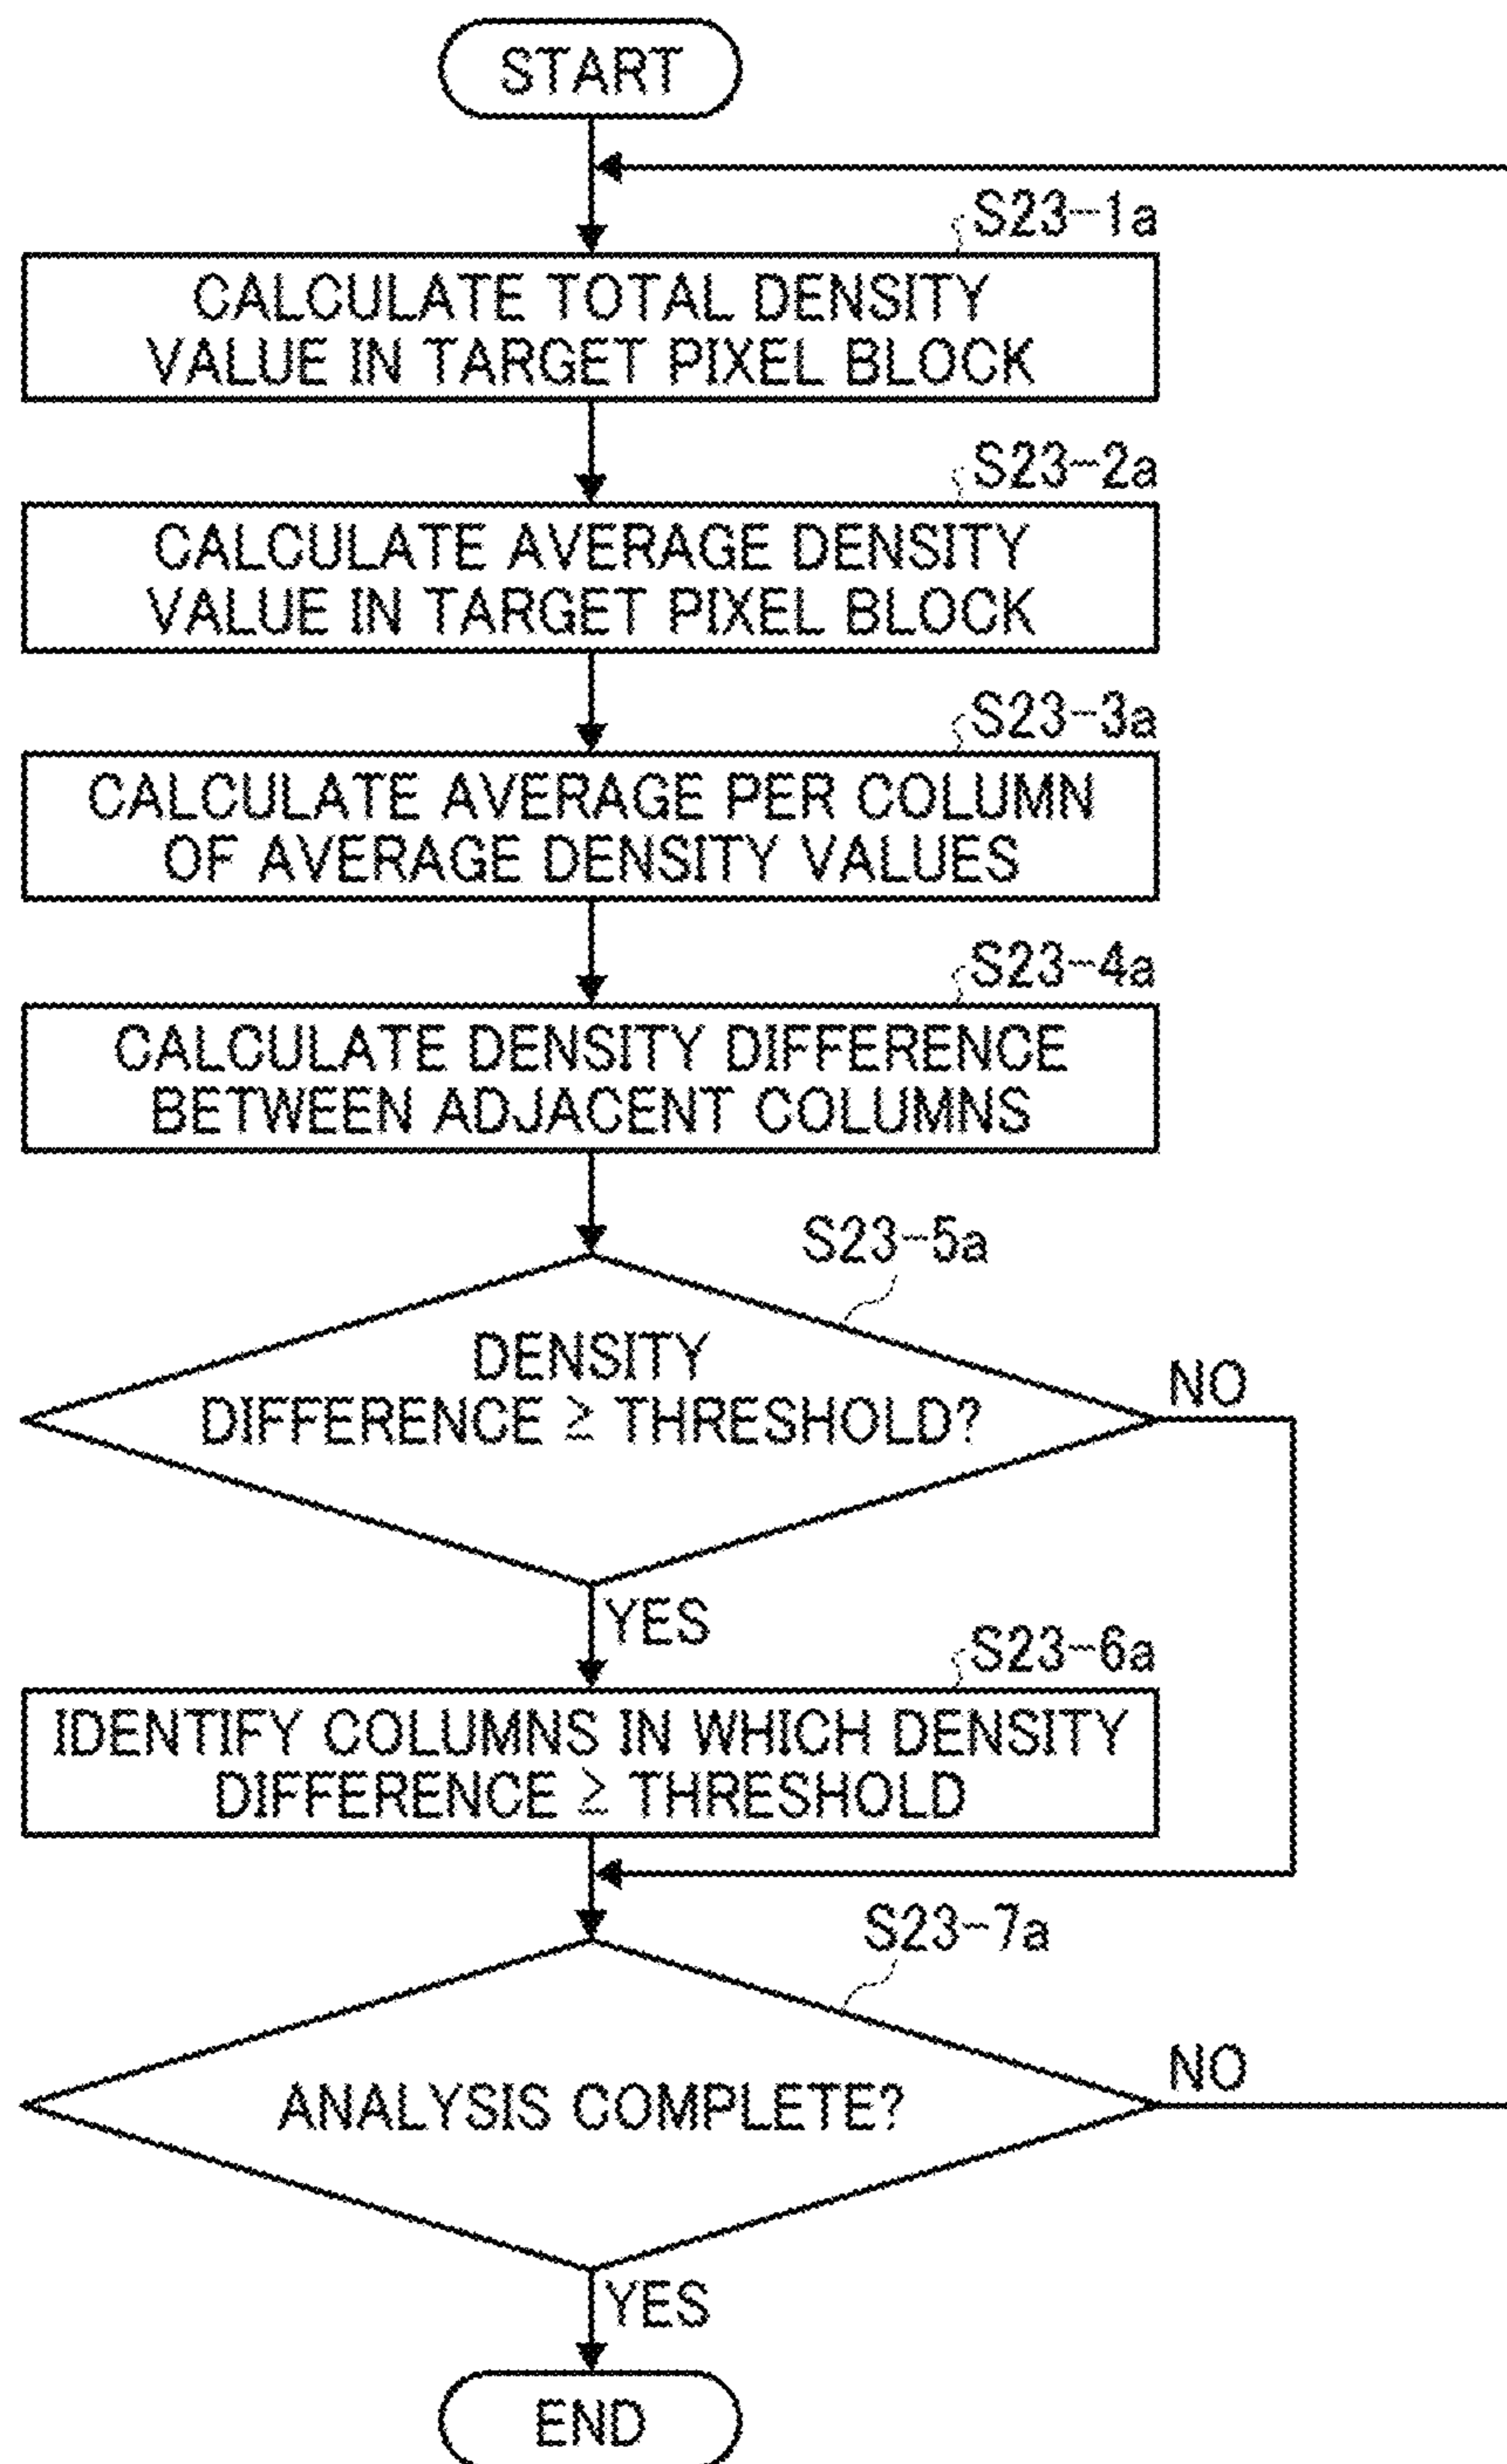 START
S23-1a
CALCULATE TOTAL DENSITY
VALUE IN TARGET PIXEL BLOCK
S23-2a
CALCULATE AVERAGE DENSITY
VALUE IN TARGET PIXEL BLOCK
S23-3a
CALCULATE AVERAGE PER COLUMN
OF AVERAGE DENSITY VALUES
S23-4a
CALCULATE DENSITY DIFFERENCE
BETWEEN ADJACENT COLUMNS
S23-5a
DENSITY
DIFFERENCE ≥ THRESHOLD?
NO
YES
S23-6a
IDENTIFY COLUMNS IN WHICH DENSITY
DIFFERENCE ≥ THRESHOLD
S23-7a
ANALYSIS COMPLETE?
NO
YES
END